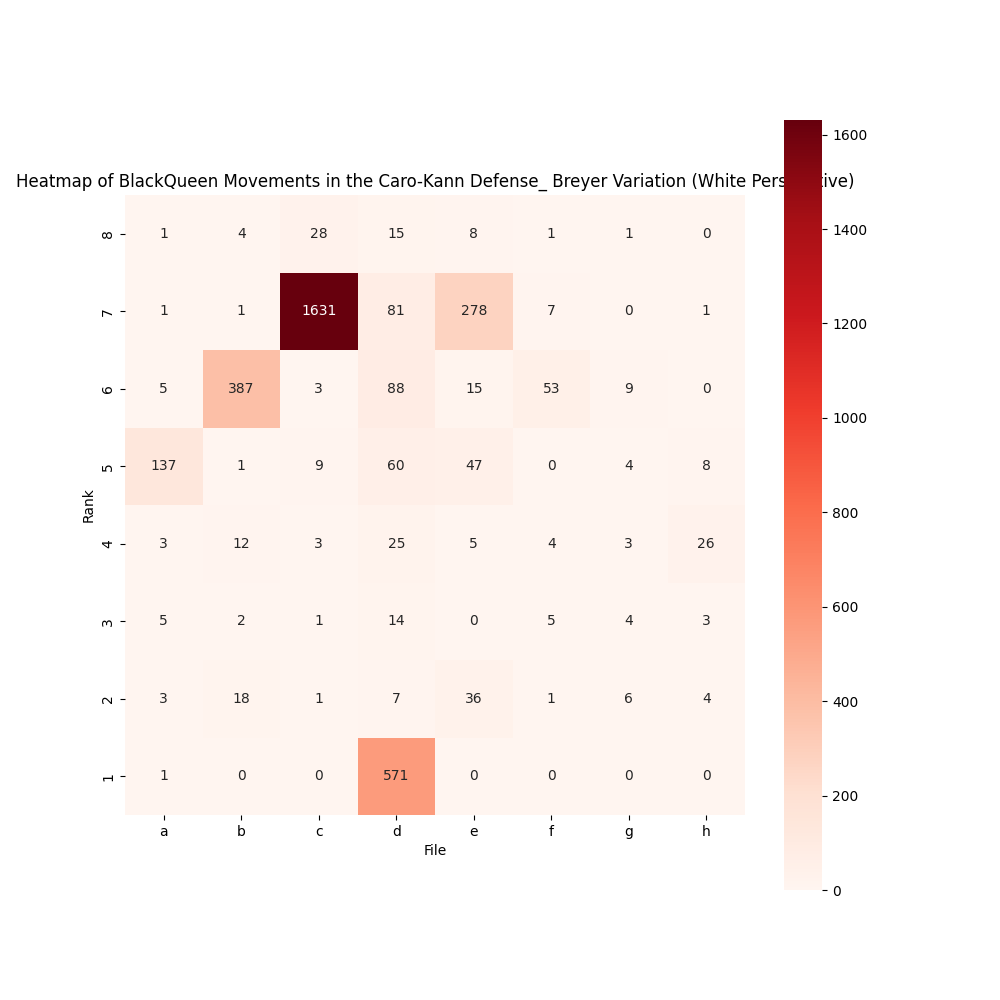 Heatmap of BlackQueen Movements in the Caro-Kann Defense_ Breyer Variation (White Perspective)
8 1 4 28 15 8 1 1 0
7 1 1 1631 81 278 7 0 1
6 5 387 3 88 15 53 9 0
5 137 1 9 60 47 0 4 8
4 3 12 3 25 5 4 3 26
3 5 2 1 14 0 5 4 3
2 3 18 1 7 36 1 6 4
1 1 0 0 571 0 0 0 0
a b c d e f g h
File
Rank
1600
1400
1200
1000
800
600
400
200
0